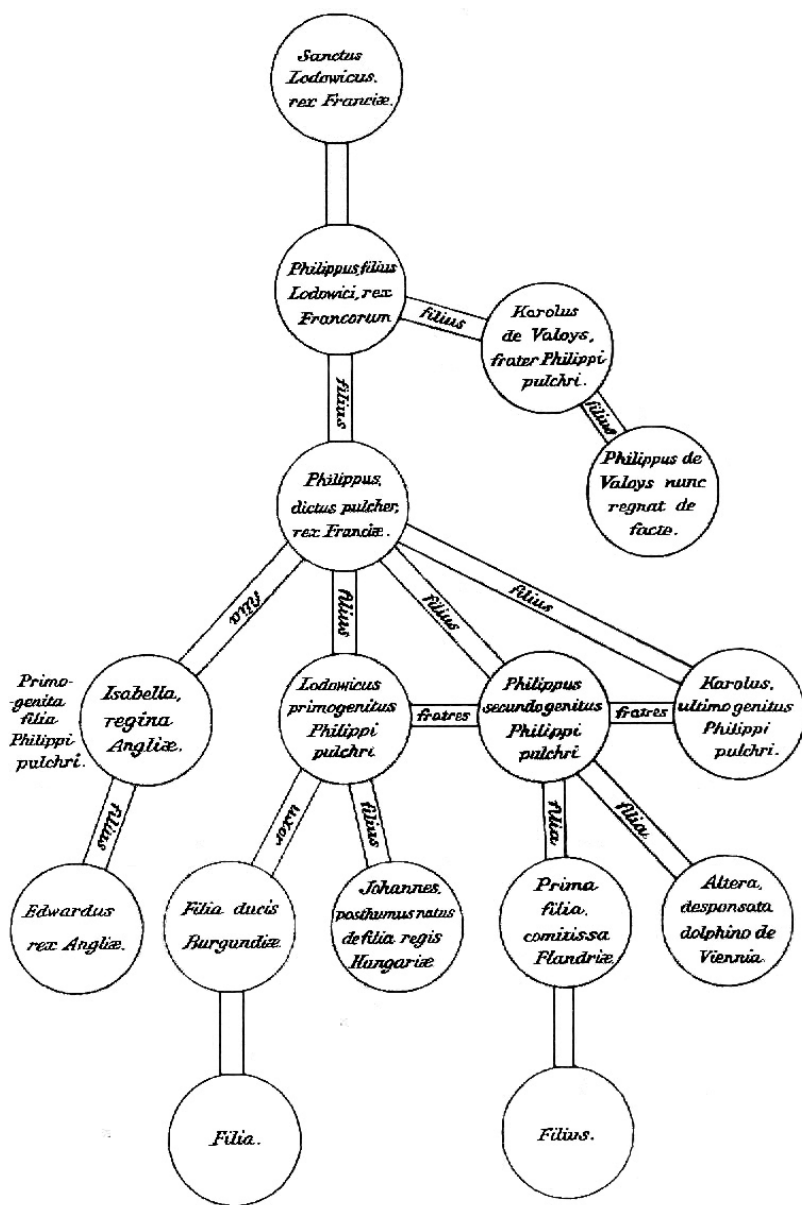 Sanctus
Lodowicus,
rex Franciæ.
Philippus, filius
Lodowici, rex
Francorum
filius
Karolus
de Valoys,
frater Philippi
pulchri.
filius
filius
Philippus de
Valoys nunc
regnat de
facte.
Philippus,
dictus pulcher,
rex Franciæ.
filia
filius
filius
filius
Primo-
-genita
filia
Philippi
pulchri.
Isabella,
regina
Angliæ.
Lodowicus
primogenitus
Philippi
pulchri
fratres
Philippus
secundogenitus
Philippi
pulchri
fratres
Karolus,
ultimogenitus
Philippi
pulchri.
filius
uxor
filius
filia
filia
Edwardus
rex Angliæ.
Filia ducis
Burgundiæ
Johannes,
posthumus natus
de filia regis
Hungariæ
Prima
filia,
comitissa
Flandriæ
Altera,
desponsata
dolphino de
Viennia.
Filia.
Filius.